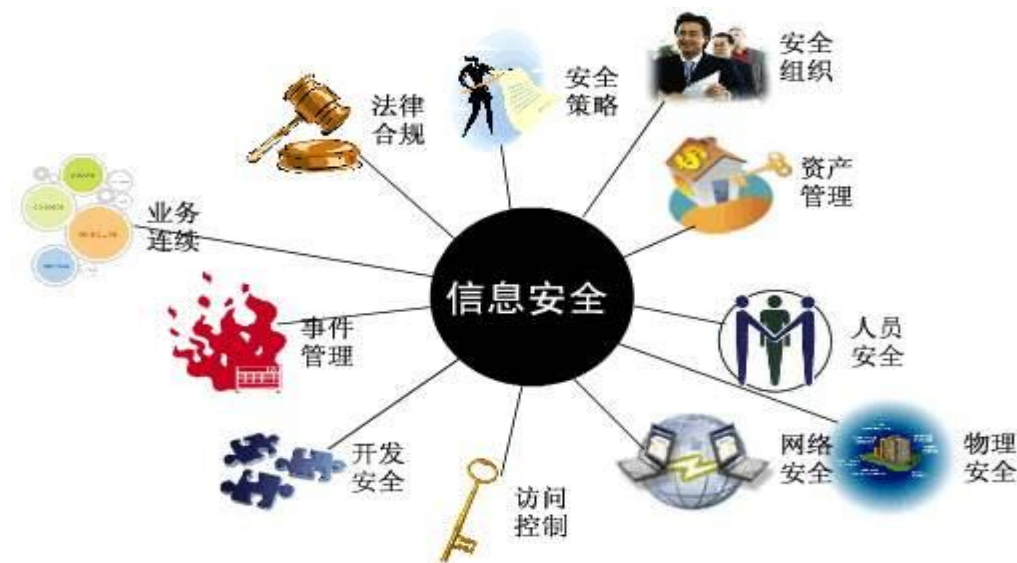 安全
组织
安全
策略
法律
合规
资产
管理
业务
连续
信息安全
事件
管理
人员
安全
开发
安全
网络
安全
物理
安全
访问
控制